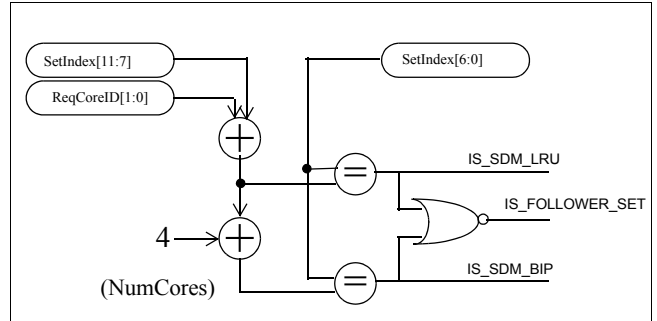 SetIndex[11:7]
SetIndex[6:0]
ReqCoreID[1:0]
+
=
IS_SDM_LRU
IS_FOLLOWER_SET
4
+
=
IS_SDM_BIP
(NumCores)